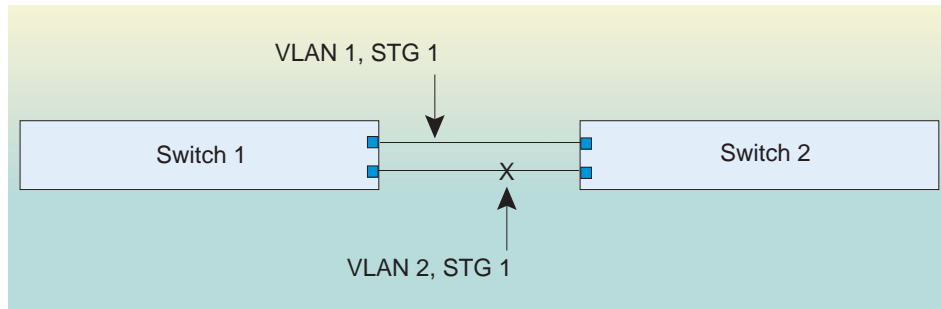 VLAN 1, STG 1
Switch 1
Switch 2
X
VLAN 2, STG 1